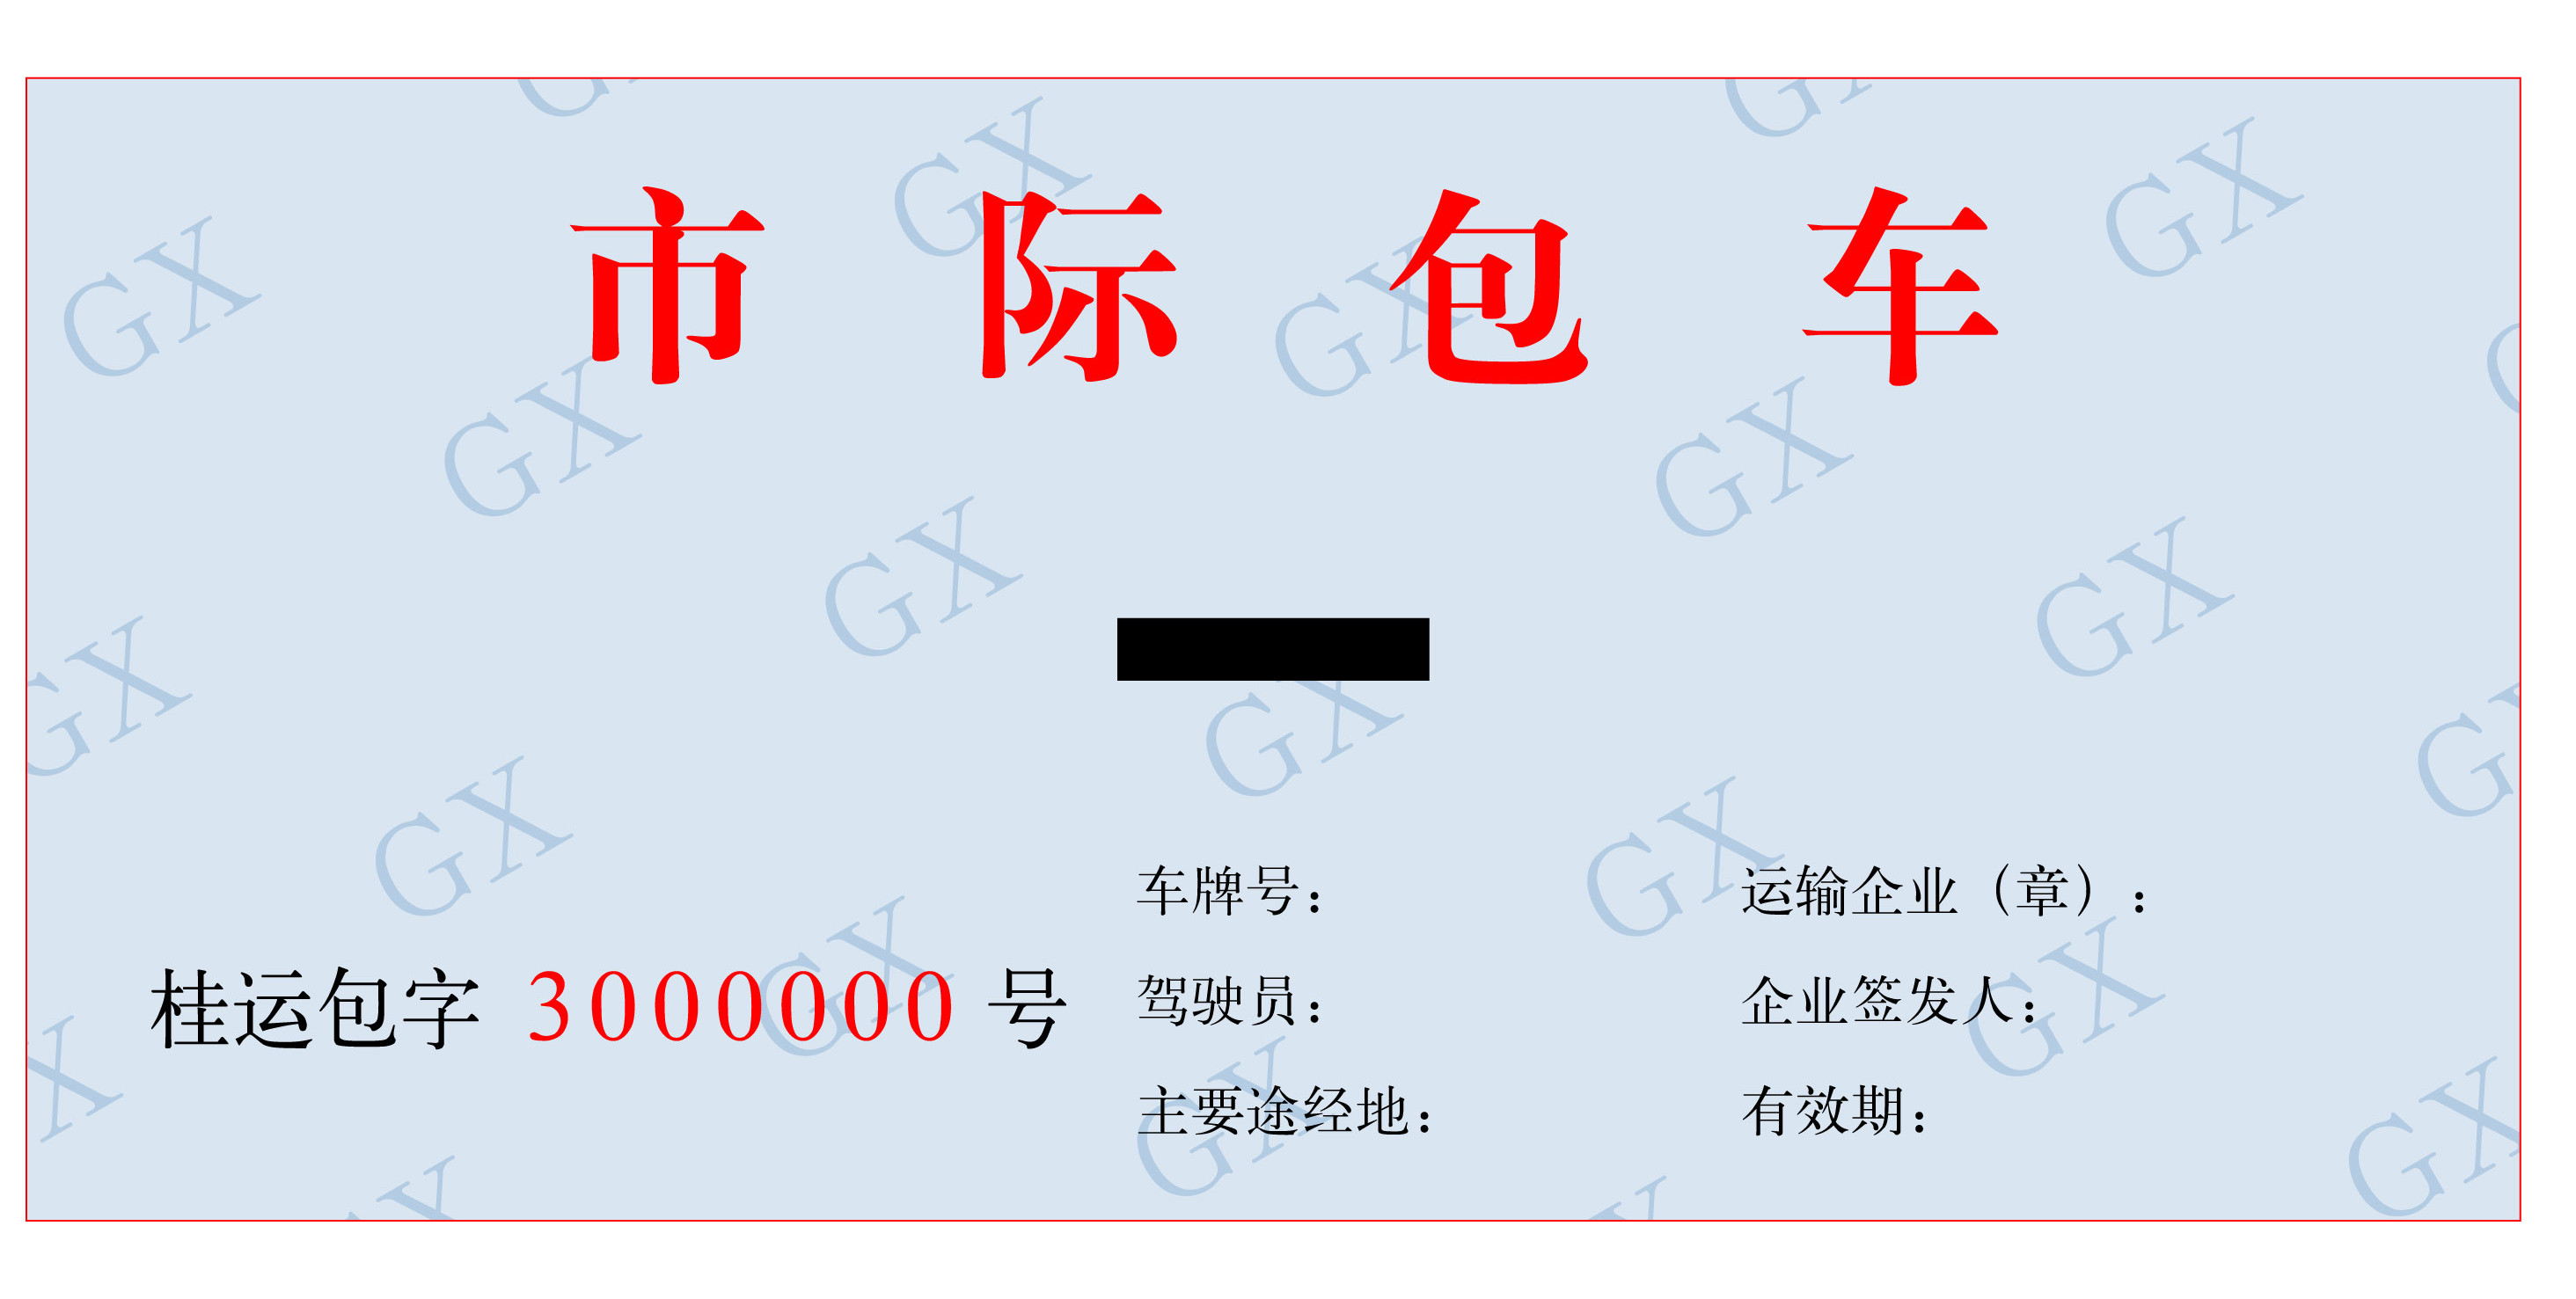 市际包车
车牌号：
运输企业（章）：
桂运包字 3000000 号
驾驶员：
企业签发人：
主要途经地：
有效期：
GX